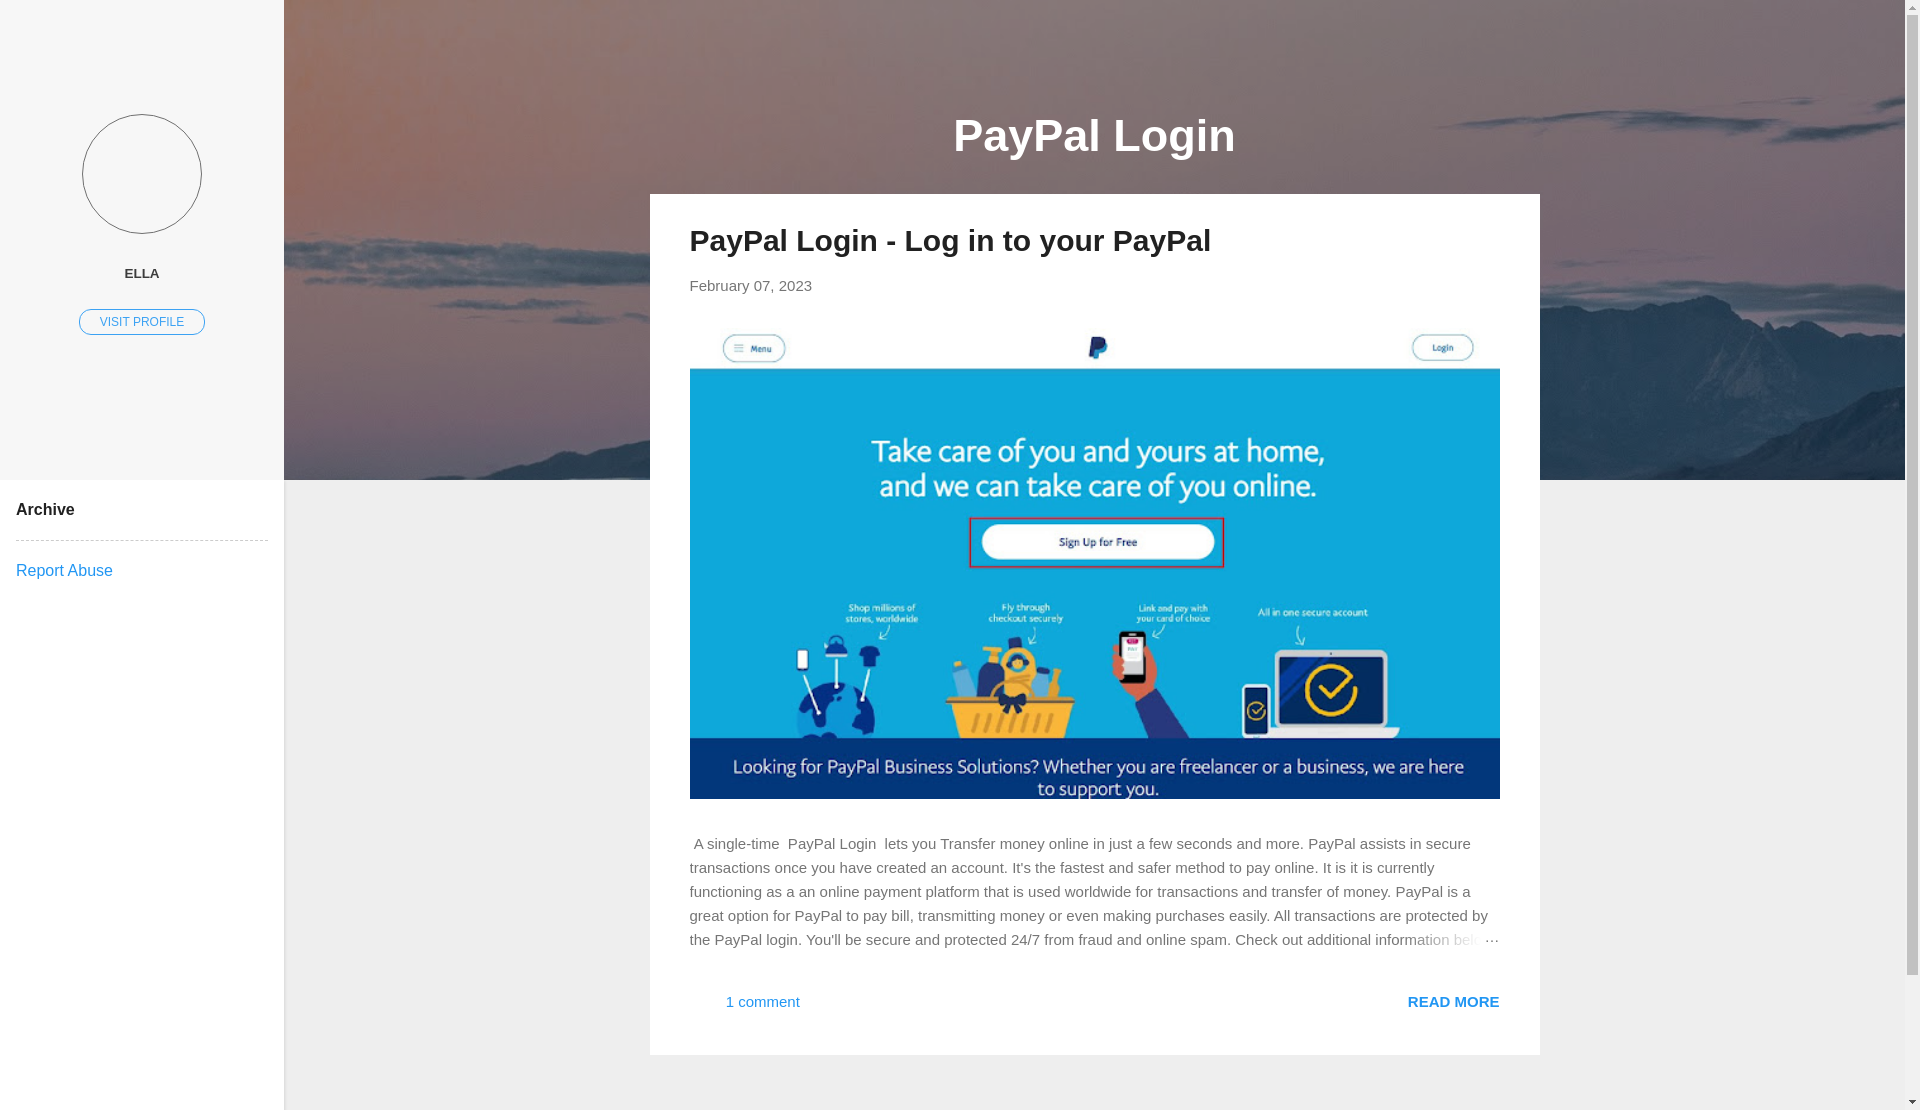 ELLA
VISIT PROFILE
Archive
Report Abuse
PayPal Login
PayPal Login - Log in to your PayPal
February 07, 2023
Menu
Login
Take care of you and yours at home,
and we can take care of you online.
Sign Up for Free
Shop millions of
stores, worldwide
Fly through
checkout securely
Link and pay with
your card of choice
All in one secure account
Looking for PayPal Business Solutions? Whether you are freelancer or a business, we are here
to support you.
A single-time  PayPal Login  lets you Transfer money online in just a few seconds and more. PayPal assists in secure
transactions once you have created an account. It's the fastest and safer method to pay online. It is it is currently
functioning as a an online payment platform that is used worldwide for transactions and transfer of money. PayPal is a
great option for PayPal to pay bill, transmitting money or even making purchases easily. All transactions are protected by
the PayPal login. You'll be secure and protected 24/7 from fraud and online spam. Check out additional information ...
1 comment
READ MORE